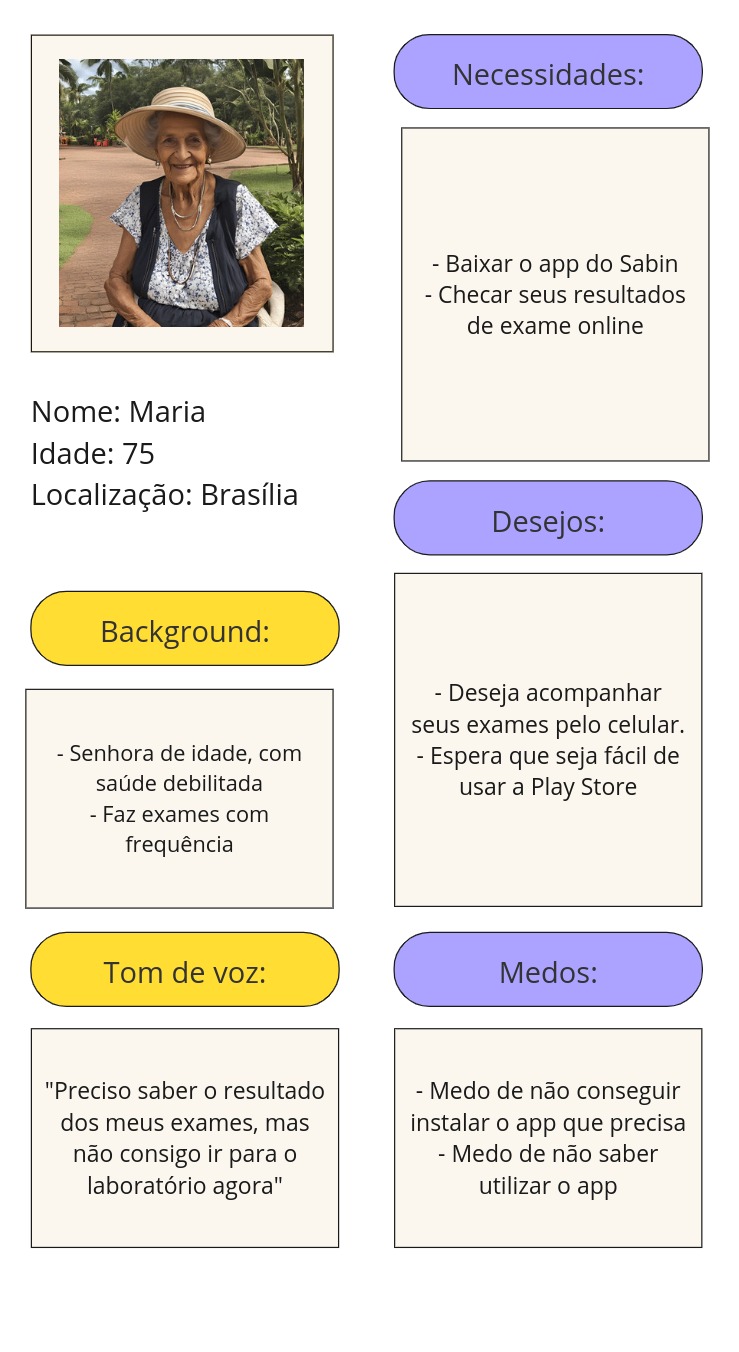 Nome: Maria
Idade: 75
Localização: Brasília
Background:
- Senhora de idade, com
saúde debilitada
- Faz exames com
frequência
Tom de voz:
"Preciso saber o resultado
dos meus exames, mas
não consigo ir para o
laboratório agora"
Necessidades:
- Baixar o app do Sabin
- Checar seus resultados
de exame online
Desejos:
- Deseja acompanhar
seus exames pelo celular.
- Espera que seja fácil de
usar a Play Store
Medos:
- Medo de não conseguir
instalar o app que precisa
- Medo de não saber
utilizar o app